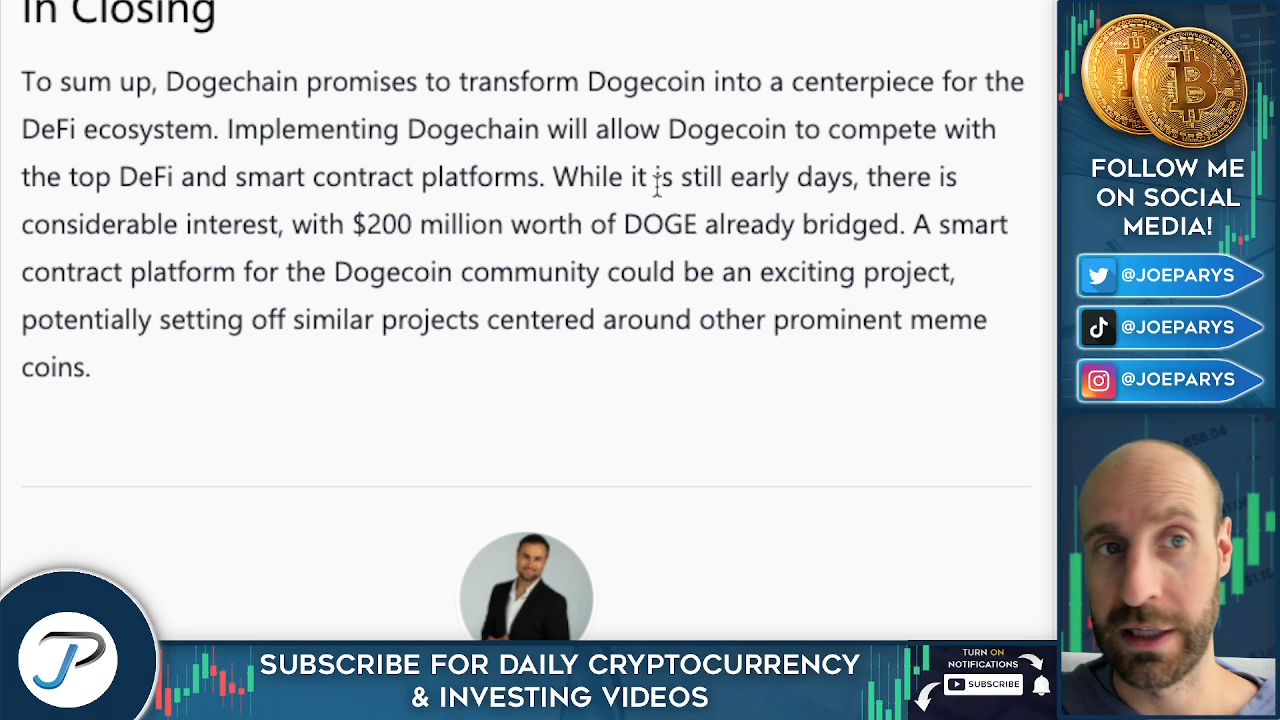 In Closing
To sum up, Dogechain promises to transform Dogecoin into a centerpiece for the
DeFi ecosystem. Implementing Dogechain will allow Dogecoin to compete with
the top DeFi and smart contract platforms. While it is still early days, there is
considerable interest, with $200 million worth of DOGE already bridged. A smart
contract platform for the Dogecoin community could be an exciting project,
potentially setting off similar projects centered around other prominent meme
coins.
FOLLOW ME
ON SOCIAL
MEDIA!
@JOEPARYS
@JOEPARYS
@JOEPARYS
SUBSCRIBE FOR DAILY CRYPTOCURRENCY
& INVESTING VIDEOS
TURN ON
NOTIFICATIONS
SUBSCRIBE